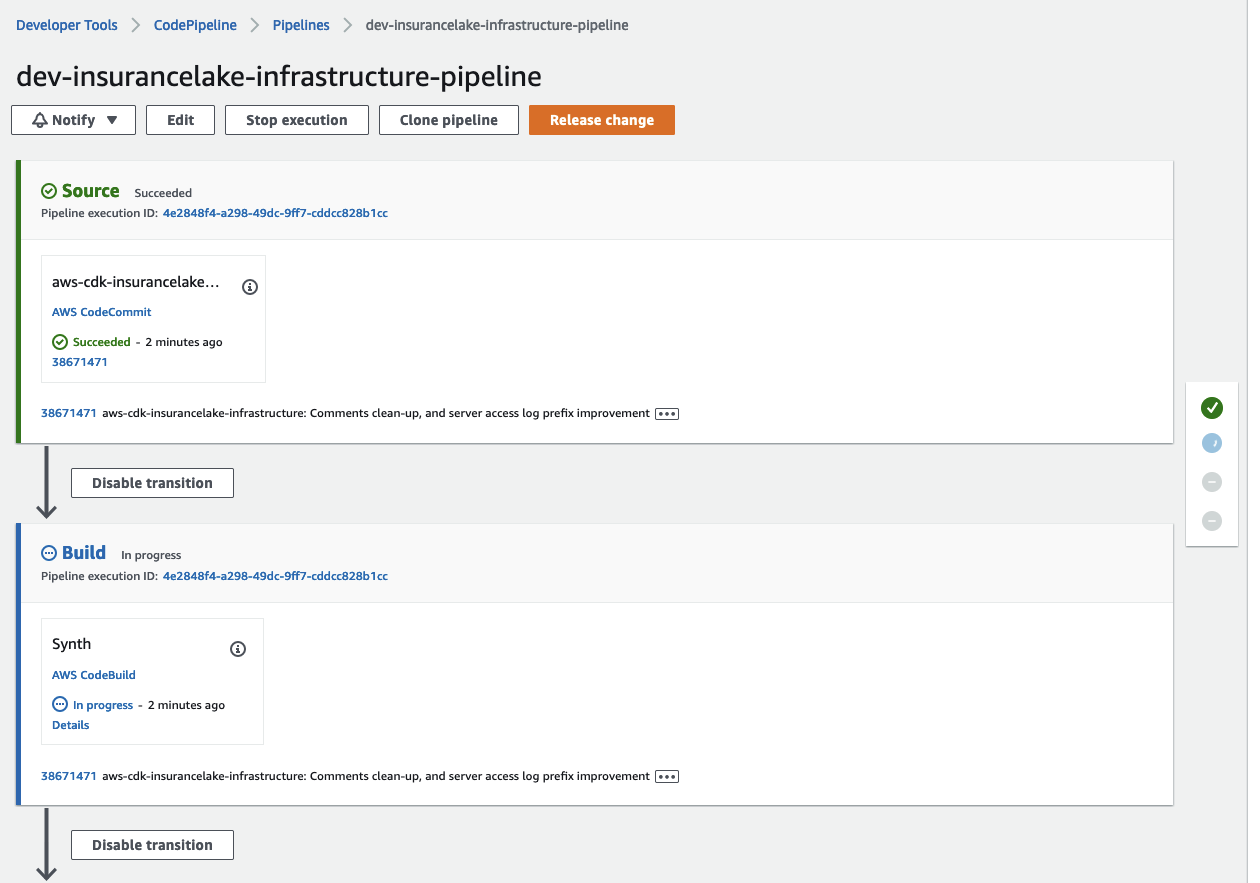 Developer Tools CodePipeline Pipelines dev-insurancelake-infrastructure-pipeline
dev-insurancelake-infrastructure-pipeline
Notify Edit Stop execution Clone pipeline Release change
Source Succeeded
Pipeline execution ID: 4e2848f4-a298-49dc-9ff7-cddcc828b1cc
aws-cdk-insurancelake...
AWS CodeCommit
Succeeded - 2 minutes ago
38671471
38671471 aws-cdk-insurancelake-infrastructure: Comments clean-up, and server access log prefix improvement
Disable transition
Build In progress
Pipeline execution ID: 4e2848f4-a298-49dc-9ff7-cddcc828b1cc
Synth
AWS CodeBuild
In progress - 2 minutes ago
Details
38671471 aws-cdk-insurancelake-infrastructure: Comments clean-up, and server access log prefix improvement
Disable transition